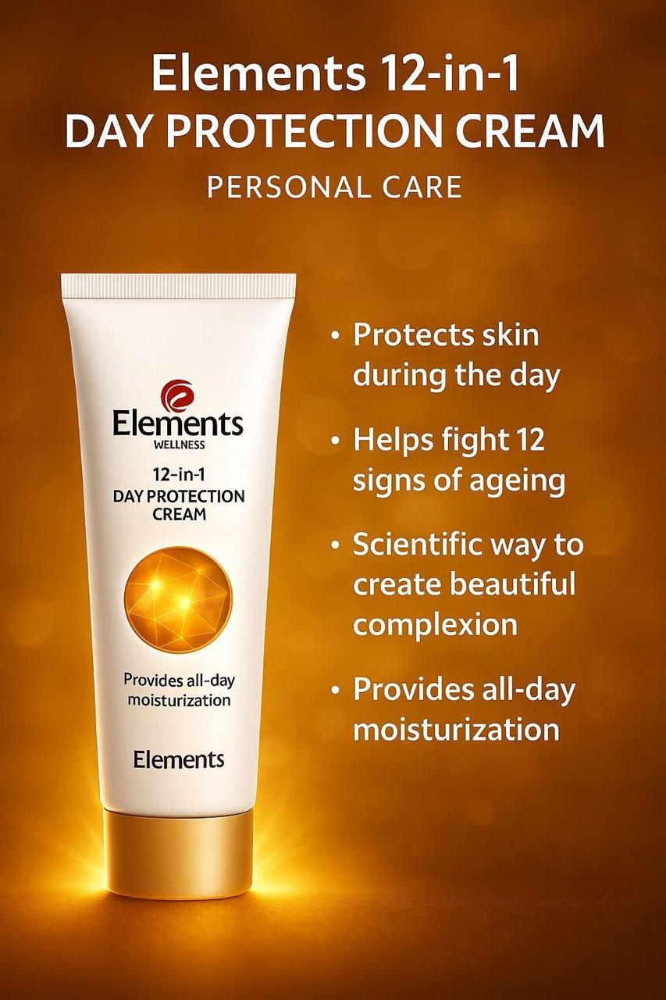 Elements 12-in-1
DAY PROTECTION CREAM
PERSONAL CARE
Elements
WELLNESS
12-in-1
DAY PROTECTION
CREAM
Provides all-day
moisturization
Elements
• Protects skin
during the day
• Helps fight 12
signs of ageing
• Scientific way to
create beautiful
complexion
• Provides all-day
moisturization